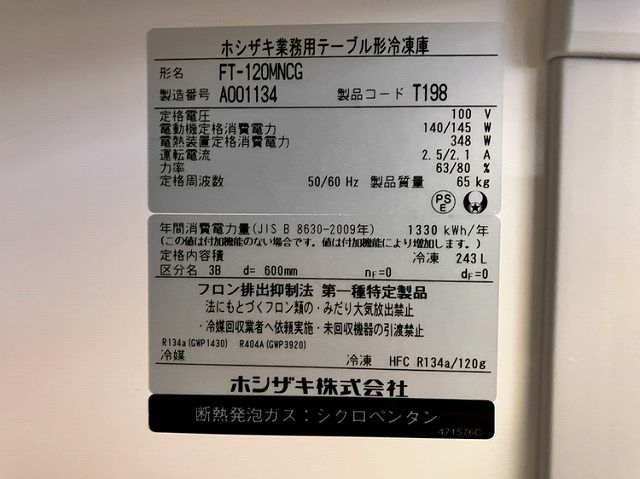 ホシザキ業務用テーブル形冷凍庫
形名 FT-120MNCG
製造番号 A001134 製品コード T198
定格電圧 100 V
電動機定格消費電力 140/145 W
電熱装置定格消費電力 348 W
運転電流 2.5/2.1 A
力率 63/80 %
定格周波数 50/60 Hz 製品質量 65 kg
PS E
年間消費電力量(JIS B 8630-2009年) 1330 kWh/年
(この値は付加機能のない場合です。値は付加機能により増加します。)
定格内容積 冷凍 243 L
区分名 3B d= 600mm nF=0 dF=0
フロン排出抑制法 第一種特定製品
法にもとづくフロン類の・みだり大気放出禁止
・冷媒回収業者へ依頼実施・未回収機器の引渡禁止
R134a(GWP1430) R404A(GWP3920)
冷媒 冷凍 HFC R134a/120g
ホシザキ株式会社
断熱発泡ガス：シクロペンタン
471576C